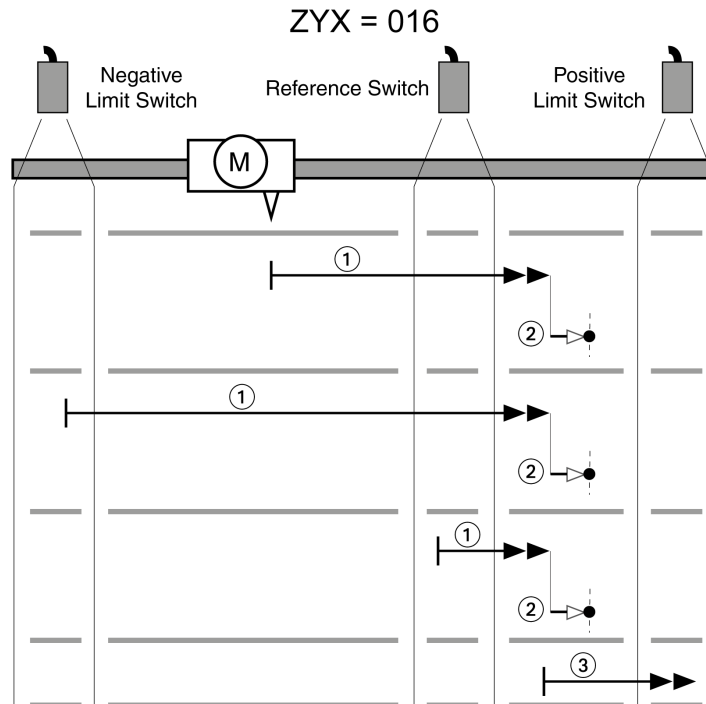 ZYX = 016
Negative
Limit Switch
Reference Switch
Positive
Limit Switch
M
1
2
1
2
1
2
3